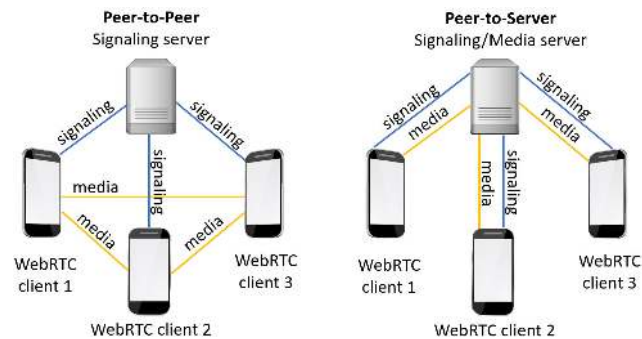 Peer-to-Peer
Signaling server
signaling
signaling
signaling
media
media
media
WebRTC
client 1
WebRTC
client 3
WebRTC client 2
Peer-to-Server
Signaling/Media server
signaling
media
signaling
media
media
signaling
WebRTC
client 1
WebRTC
client 3
WebRTC client 2